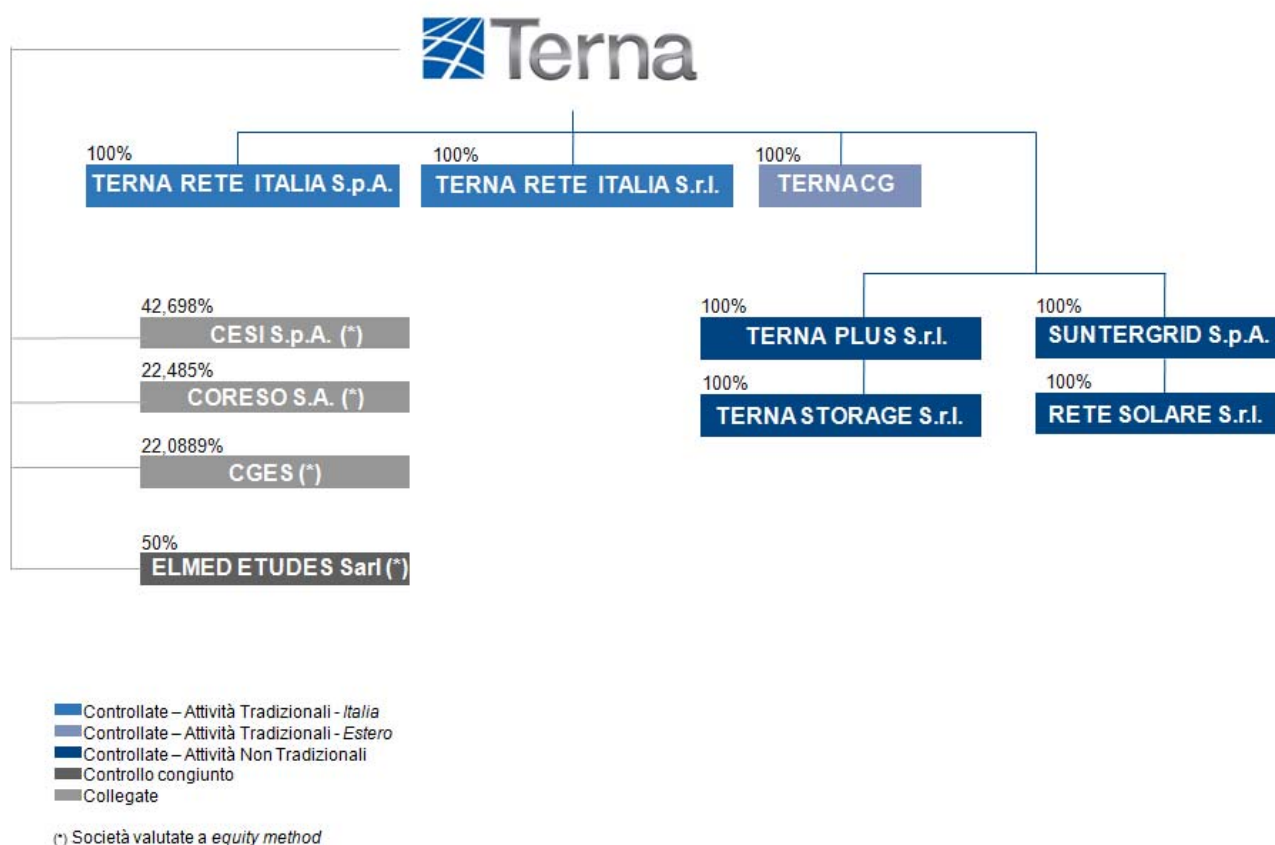 Terna
100%
TERNA RETE ITALIA S.p.A.
100%
TERNA RETE ITALIA S.r.l.
100%
TERNA CG
42,698%
CESI S.p.A. (*)
22,485%
CORESO S.A. (*)
22,0889%
CGES (*)
50%
ELMED ETUDES Sarl (*)
100%
TERNA PLUS S.r.l.
100%
TERNA STORAGE S.r.l.
100%
SUNTERGRID S.p.A.
100%
RETE SOLARE S.r.l.
Controllate – Attività Tradizionali - Italia
Controllate – Attività Tradizionali - Estero
Controllate – Attività Non Tradizionali
Controllo congiunto
Collegate
(*) Società valutate a equity method